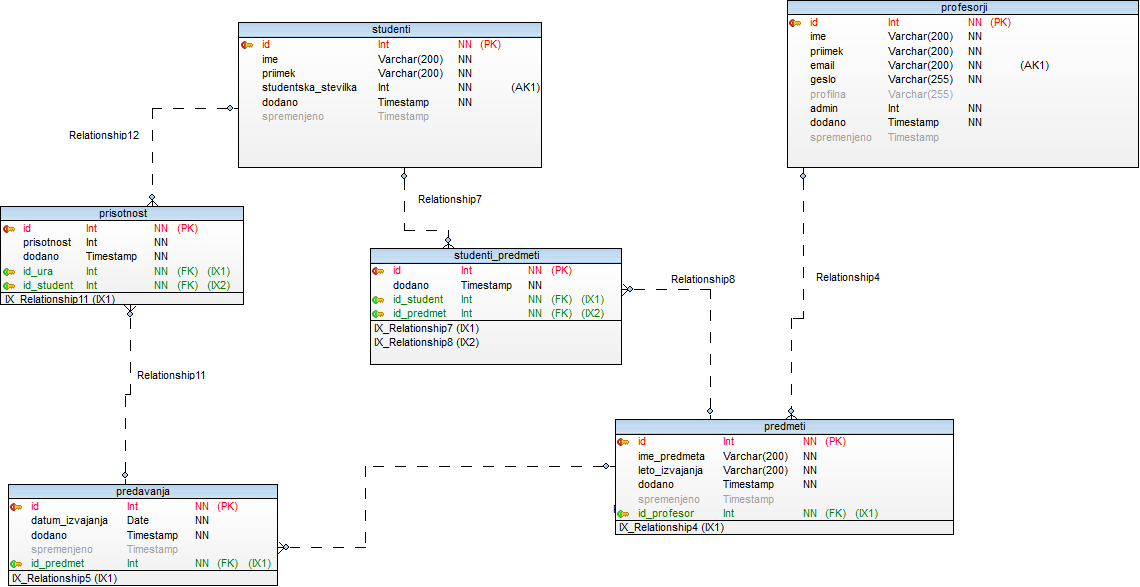 studenti
id Int NN (PK)
ime Varchar(200) NN
priimek Varchar(200) NN
studentska_stevilka Int NN (AK1)
dodano Timestamp NN
spremenjeno Timestamp
profesorji
id Int NN (PK)
ime Varchar(200) NN
priimek Varchar(200) NN
email Varchar(200) NN (AK1)
geslo Varchar(255) NN
profilna Varchar(255)
admin Int NN
dodano Timestamp NN
spremenjeno Timestamp
Relationship12
Relationship7
prisotnost
id Int NN (PK)
prisotnost Int NN
dodano Timestamp NN
id_ura Int NN (FK) (IX1)
id_student Int NN (FK) (IX2)
IX_Relationship11 (IX1)
studenti_predmeti
id Int NN (PK)
dodano Timestamp NN
id_student Int NN (FK) (IX1)
id_predmet Int NN (FK) (IX2)
IX_Relationship7 (IX1)
IX_Relationship8 (IX2)
Relationship8
Relationship4
Relationship11
predmeti
id Int NN (PK)
ime_predmeta Varchar(200) NN
leto_izvajanja Varchar(200) NN
dodano Timestamp NN
spremenjeno Timestamp
id_profesor Int NN (FK) (IX1)
IX_Relationship4 (IX1)
predavanja
id Int NN (PK)
datum_izvajanja Date NN
dodano Timestamp NN
spremenjeno Timestamp
id_predmet Int NN (FK) (IX1)
IX_Relationship5 (IX1)